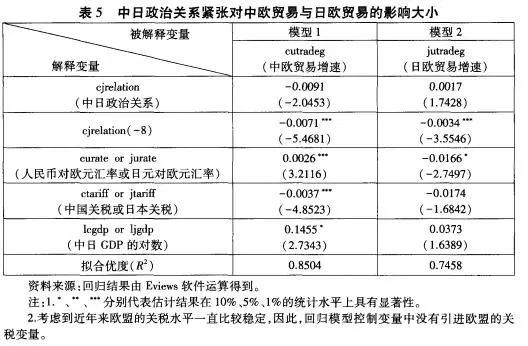 表 5 中日政治关系紧张对中欧贸易与日欧贸易的影响大小
被解释变量 模型 1 模型 2
解释变量 cutradeg (中欧贸易增速) jutradeg (日欧贸易增速)
cjrelation -0.0091 0.0017
(中日政治关系) (-2.0453) (1.7428)
cjrelation(-8) -0.0071*** -0.0034***
(-5.4681) (-3.5546)
curate or jurate 0.0026*** -0.0166*
(人民币对欧元汇率或日元对欧元汇率) (3.2116) (-2.7497)
ctariff or jtariff -0.0037*** -0.0174
(中国关税或日本关税) (-4.8523) (-1.6842)
lcgdp or ljgdp 0.1455* 0.0373
(中日 GDP 的对数) (2.7343) (1.6389)
拟合优度(R²) 0.8504 0.7458
资料来源:回归结果由 Eviews 软件运算得到。
注:1.*、**、***分别代表估计结果在 10%、5%、1%的统计水平上具有显著性。
2.考虑到近年来欧盟的关税水平一直比较稳定,因此,回归模型控制变量中没有引进欧盟的关
税变量。